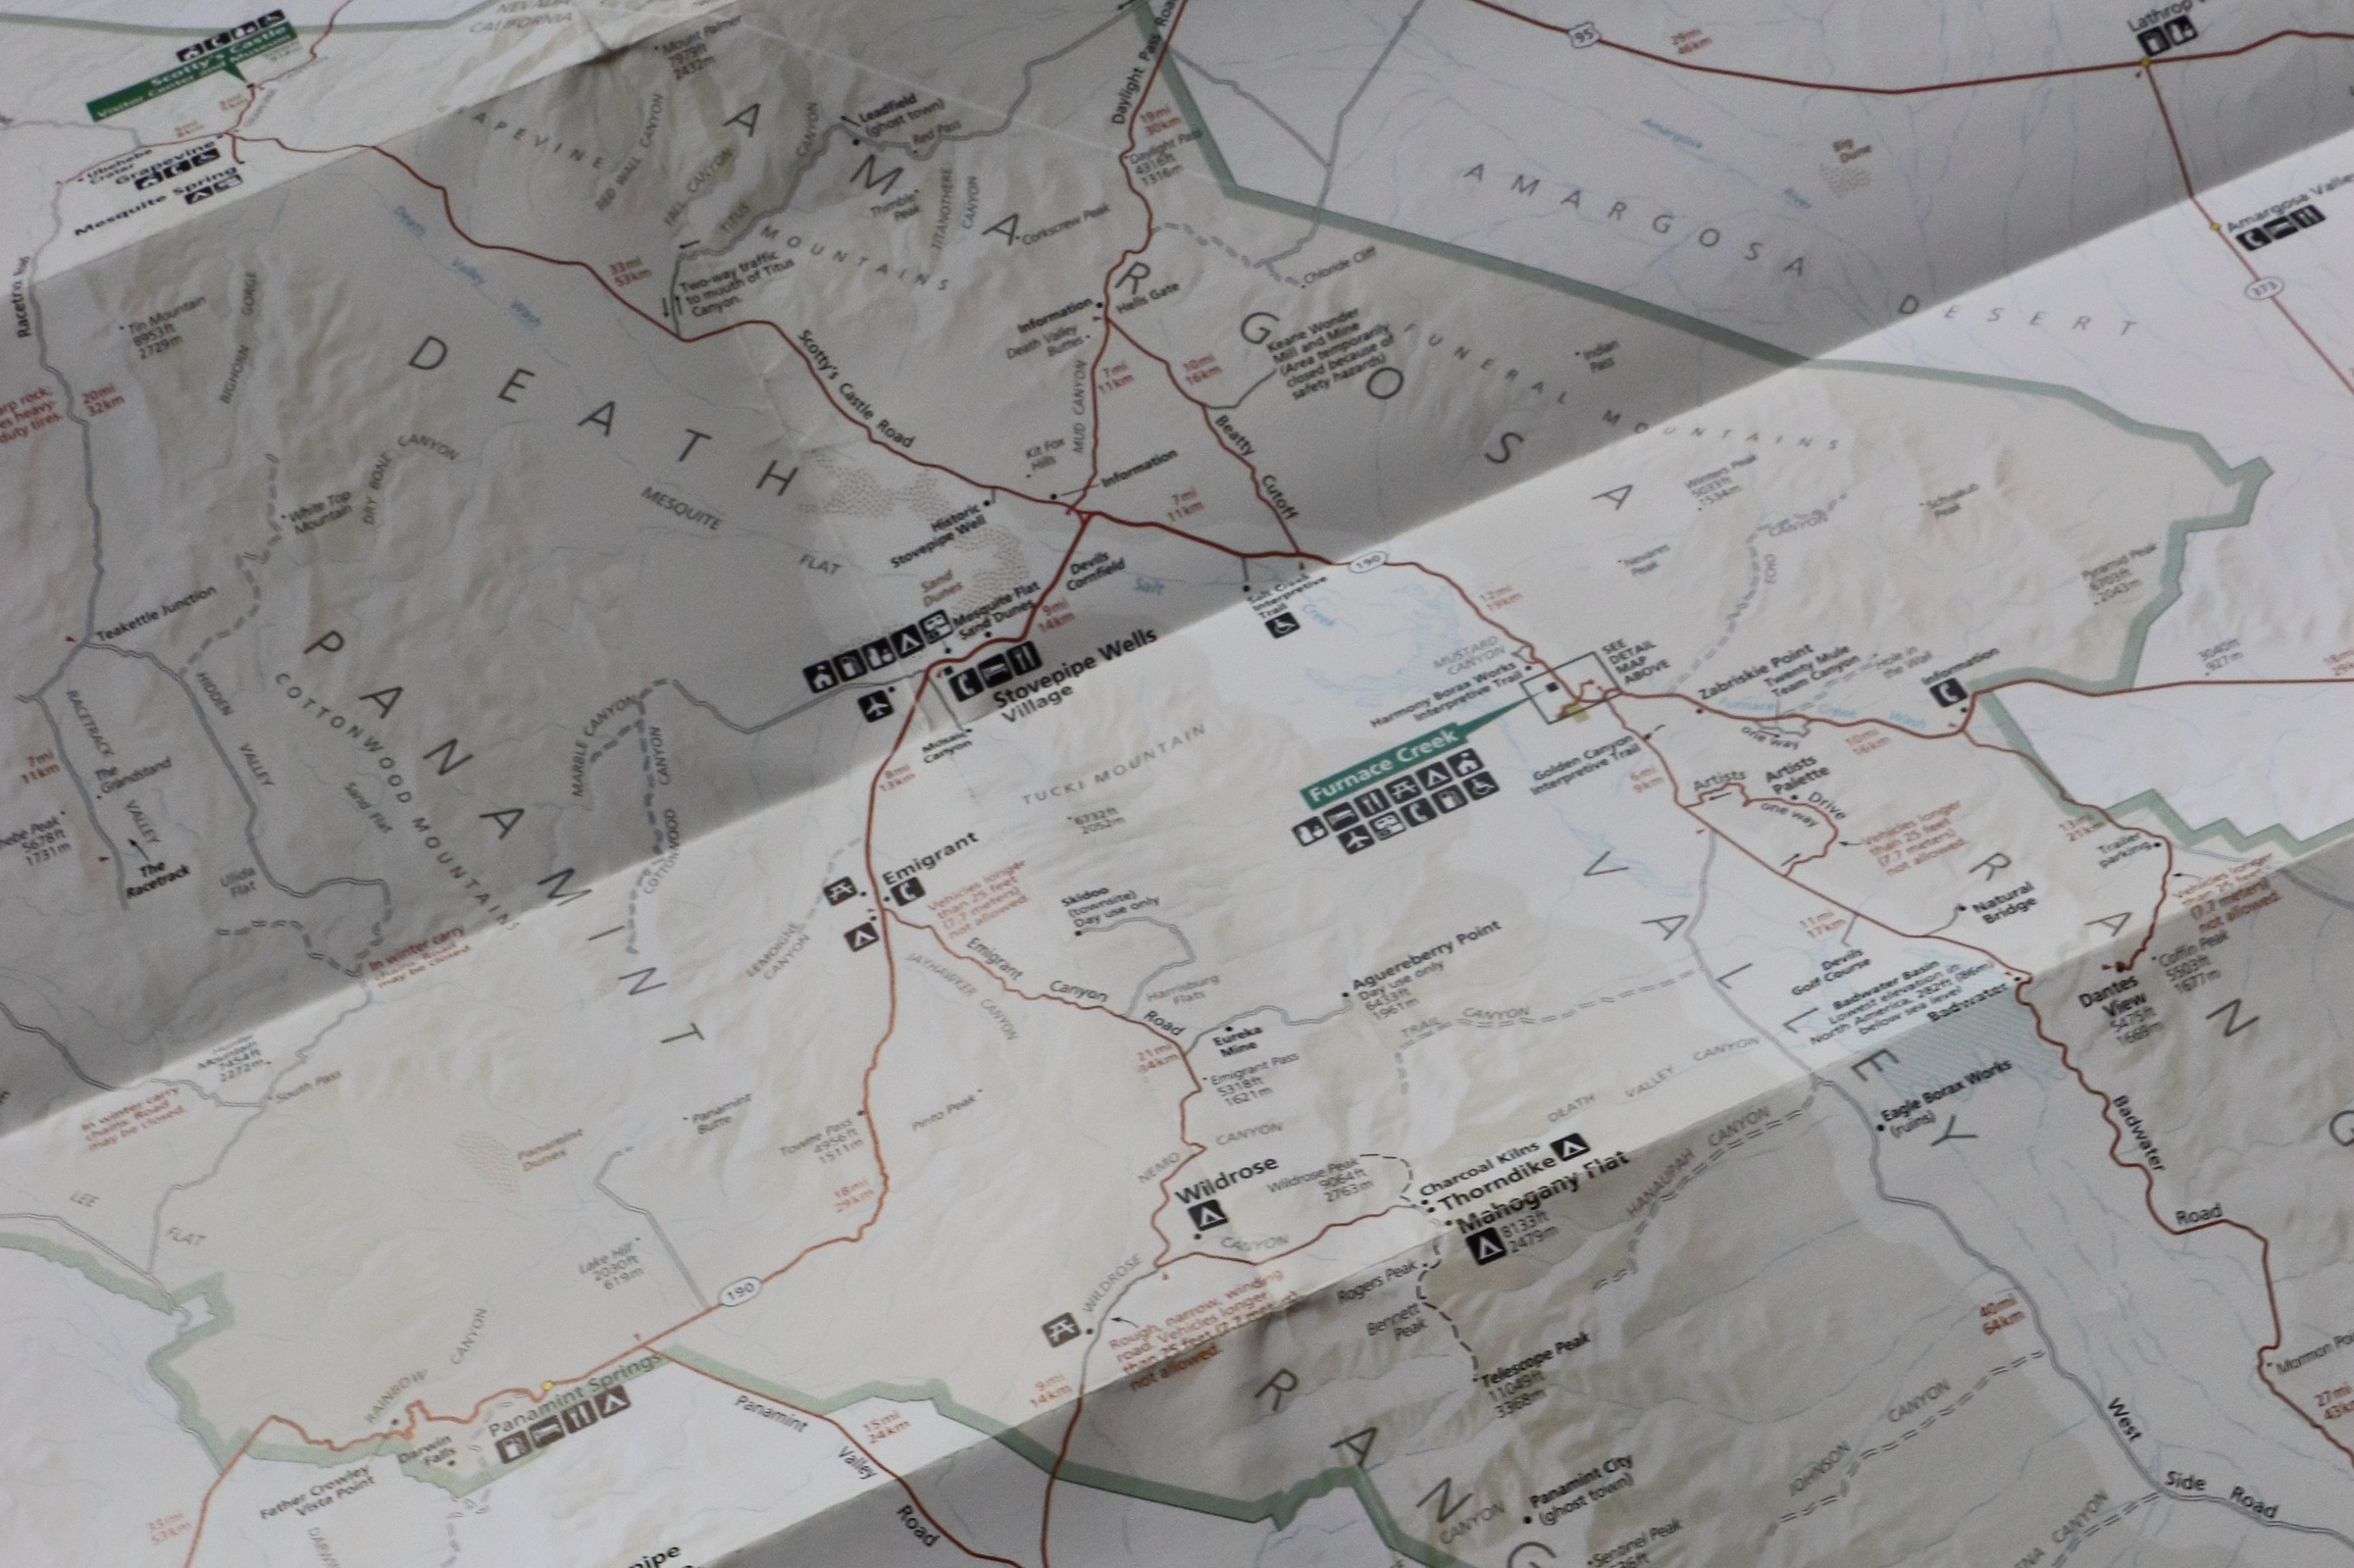 NEVADA
CALIFORNIA
Scotty's Castle
Visitor Center and Museum
Ubehebe
Crater
Grapevine
Mesquite Spring
Mount Palmer
7979ft
2432m
GRAPEVINE
MOUNTAINS
RED WALL CANYON
FALL CANYON
TITUS
CANYON
Leadfield
(ghost town)
Red Pass
Thimble
Peak
TITANOTHERE
CANYON
Corkscrew Peak
Daylight Pass Road
19mi
30km
Daylight Pass
4316ft
1316m
95
29mi
46km
Lathrop
Amargosa
River
Big
Dune
AMARGOSA
DESERT
Amargosa Valley
373
Racetrack
20mi
32km
duty tires.
Tin Mountain
8953ft
2729m
BIGHORN
GORGE
Death
Valley
Wash
33mi
53km
Two-way traffic
to mouth of Titus
Canyon.
Scotty's Castle Road
Information
Hells Gate
Death Valley
Buttes
Chloride Cliff
Keane Wonder
Mill and Mine
(Area temporarily
closed because of
safety hazards)
FUNERAL
MOUNTAINS
Indian
Pass
MUD CANYON
7mi
11km
10mi
16km
Beatty
Cutoff
DEATH
VALLEY
AMARGOSA
RANG
DRY BONE
CANYON
White Top
Mountain
MESQUITE
FLAT
Kit Fox
Hills
Information
7mi
11km
Historic
Stovepipe Well
Sand
Dunes
Mesquite Flat
Sand Dunes
Devils
Cornfield
9mi
14km
Salt
Creek
Salt Creek
Interpretive
Trail
190
12mi
19km
Winters Peak
5033ft
1534m
Schwaub
Peak
Nevares
Peak
ECHO
CANYON
Pyramid Peak
6703ft
2043m
3040ft
927m
Teakettle Junction
HIDDEN
VALLEY
RACETRACK
VALLEY
The
Grandstand
7mi
11km
5678ft
1731m
The
Racetrack
Ulida
Flat
Sand Flat
COTTONWOOD MOUNTAINS
PANAMINT
RAN
MARBLE CANYON
COTTONWOOD
CANYON
Stovepipe Wells
Village
Mosaic
Canyon
TUCKI MOUNTAIN
6732ft
2052m
8mi
13km
MUSTARD
CANYON
Harmony Borax Works
Interpretive Trail
SEE
DETAIL
MAP
ABOVE
Furnace Creek
Golden Canyon
Interpretive Trail
Zabriskie Point
Twenty Mule
Team Canyon
one way
Hole in
the Wall
Furnace
Creek
Wash
Information
10mi
16km
6mi
9km
Artists
Drive
one way
Artists
Palette
Vehicles longer
than 25 feet
(7.7 meters)
not allowed.
13mi
21km
Trailer
parking
Vehicles longer
than 25 feet
(7.7 meters)
not allowed.
Emigrant
Vehicles longer
than 25 feet
(7.7 meters)
not allowed.
Skidoo
(townsite)
Day use only
LEMOIGNE
CANYON
JAYHAWKER CANYON
Emigrant
Canyon
Road
Harrisburg
Flats
Aguereberry Point
Day use only
6433ft
1961m
TRAIL
CANYON
Natural
Bridge
11mi
17km
Devils
Golf Course
Badwater Basin
Lowest elevation in
North America, 282ft (86m)
below sea level
Badwater
Coffin Peak
5503ft
1677m
Dantes
View
5475ft
1669m
In winter carry
chains. Road
may be closed.
Hunter
Mountain
7454ft
2272m
South Pass
In winter carry
chains. Road
may be closed.
LEE
FLAT
Panamint
Dunes
Panamint
Butte
Towne Pass
4956ft
1511m
Pinto Peak
21mi
34km
Eureka
Mine
Emigrant Pass
5318ft
1621m
NEMO
CANYON
DEATH
VALLEY
CANYON
Eagle Borax Works
(ruins)
Badwater
Road
Wildrose
Wildrose Peak
9064ft
2763m
Charcoal Kilns
Thorndike
Mahogany Flat
8133ft
2479m
HANAUPAH
CANYON
18mi
29km
Lake Hill
2030ft
619m
190
WILDROSE
CANYON
Rough, narrow, winding
road. Vehicles longer
than 25 feet (7.7 meters)
not allowed.
Rogers Peak
Bennett
Peak
Telescope Peak
11049ft
3368m
40mi
64km
Mormon
27mi
43km
9mi
14km
RAINBOW
CANYON
Panamint Springs
Darwin
Falls
Father Crowley
Vista Point
33mi
53km
Panamint
Valley
Road
15mi
24km
Panamint City
(ghost town)
CANYON
Sentinel Peak
JOHNSON
CANYON
West
Side
Road
CANYON